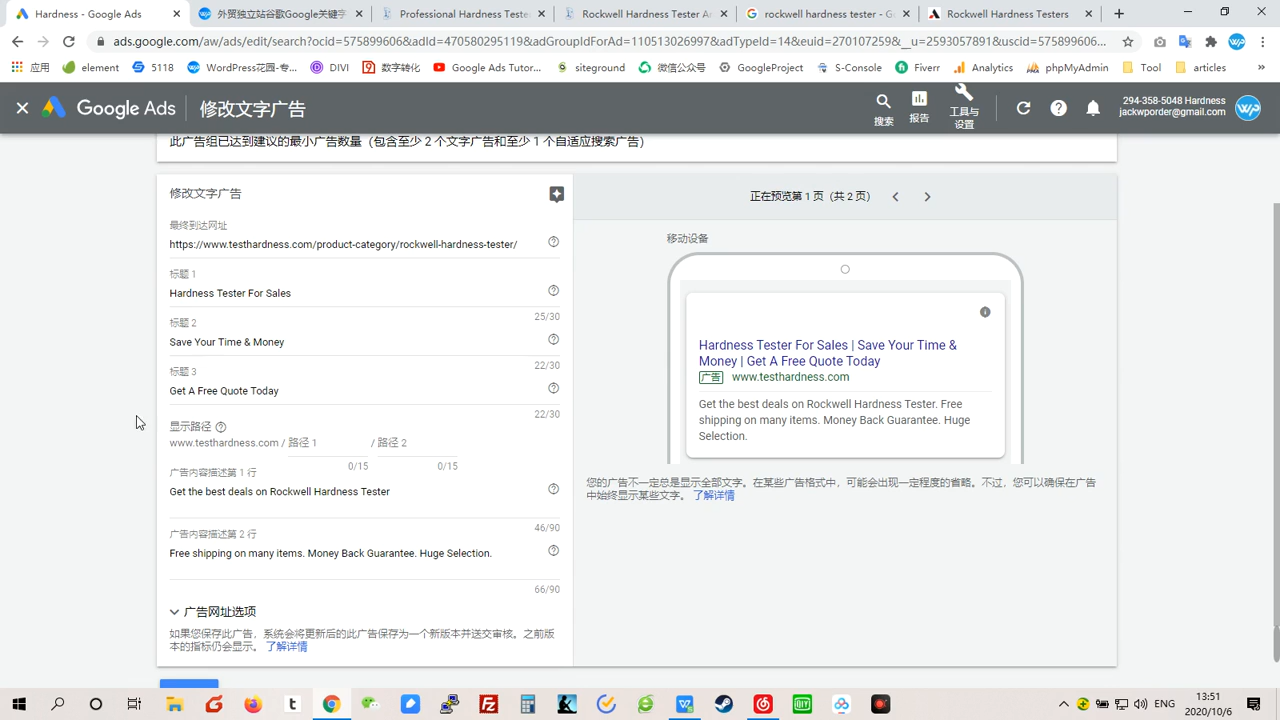 Hardness - Google Ads
外贸独立站谷歌Google关键字
Professional Hardness Teste
Rockwell Hardness Tester A
rockwell hardness tester - G
Rockwell Hardness Testers
ads.google.com/aw/ads/edit/search?ocid=575899606&adId=470580295119&adGroupIdForAd=110513026997&adTypeId=14&euid=270107259&__u=2593057891&uscid=575899606...
应用
element
5118
WordPress花园-专...
DIVI
数字转化
Google Ads Tutor...
siteground
微信公众号
GoogleProject
S-Console
Fiverr
Analytics
phpMyAdmin
Tool
articles
»
Google Ads
修改文字广告
搜索
报告
工具与
设置
294-358-5048 Hardness
jackwporder@gmail.com
此广告组已达到建议的最小广告数量（包含至少 2 个文字广告和至少 1 个自适应搜索广告）
修改文字广告
最终到达网址
https://www.testhardness.com/product-category/rockwell-hardness-tester/
标题 1
Hardness Tester For Sales
25/30
标题 2
Save Your Time & Money
22/30
标题 3
Get A Free Quote Today
22/30
显示路径
www.testhardness.com / 路径 1 / 路径 2
0/15 0/15
广告内容描述第 1 行
Get the best deals on Rockwell Hardness Tester
46/90
广告内容描述第 2 行
Free shipping on many items. Money Back Guarantee. Huge Selection.
66/90
广告网址选项
如果您保存此广告，系统会将更新后的此广告保存为一个新版本并送交审核。之前版
本的指标仍会显示。 了解详情
正在预览第 1 页（共 2 页）
移动设备
Hardness Tester For Sales | Save Your Time &
Money | Get A Free Quote Today
广告 www.testhardness.com
Get the best deals on Rockwell Hardness Tester. Free
shipping on many items. Money Back Guarantee. Huge
Selection.
您的广告不一定总是显示全部文字。在某些广告格式中，可能会出现一定程度的省略。不过，您可以确保在广告
中始终显示某些文字。 了解详情
ENG
13:51
2020/10/6